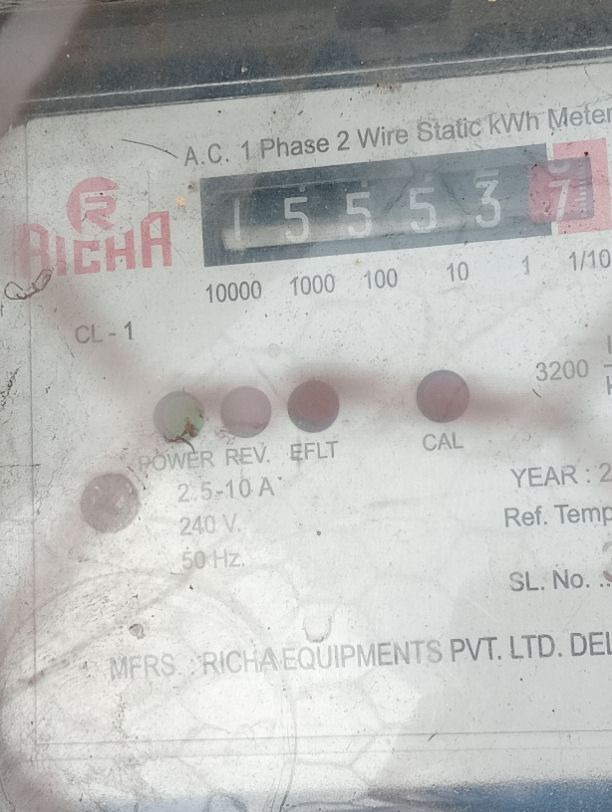 A.C. 1 Phase 2 Wire Static kWh Meter
RICHA
1 5 5 5 3 7
10000 1000 100 10 1 1/10
CL - 1
3200
POWER REV. EFLT CAL
2.5-10 A
240 V.
50 Hz.
YEAR : 2
Ref. Temp
SL. No. :
MFRS : RICHA EQUIPMENTS PVT. LTD. DEL